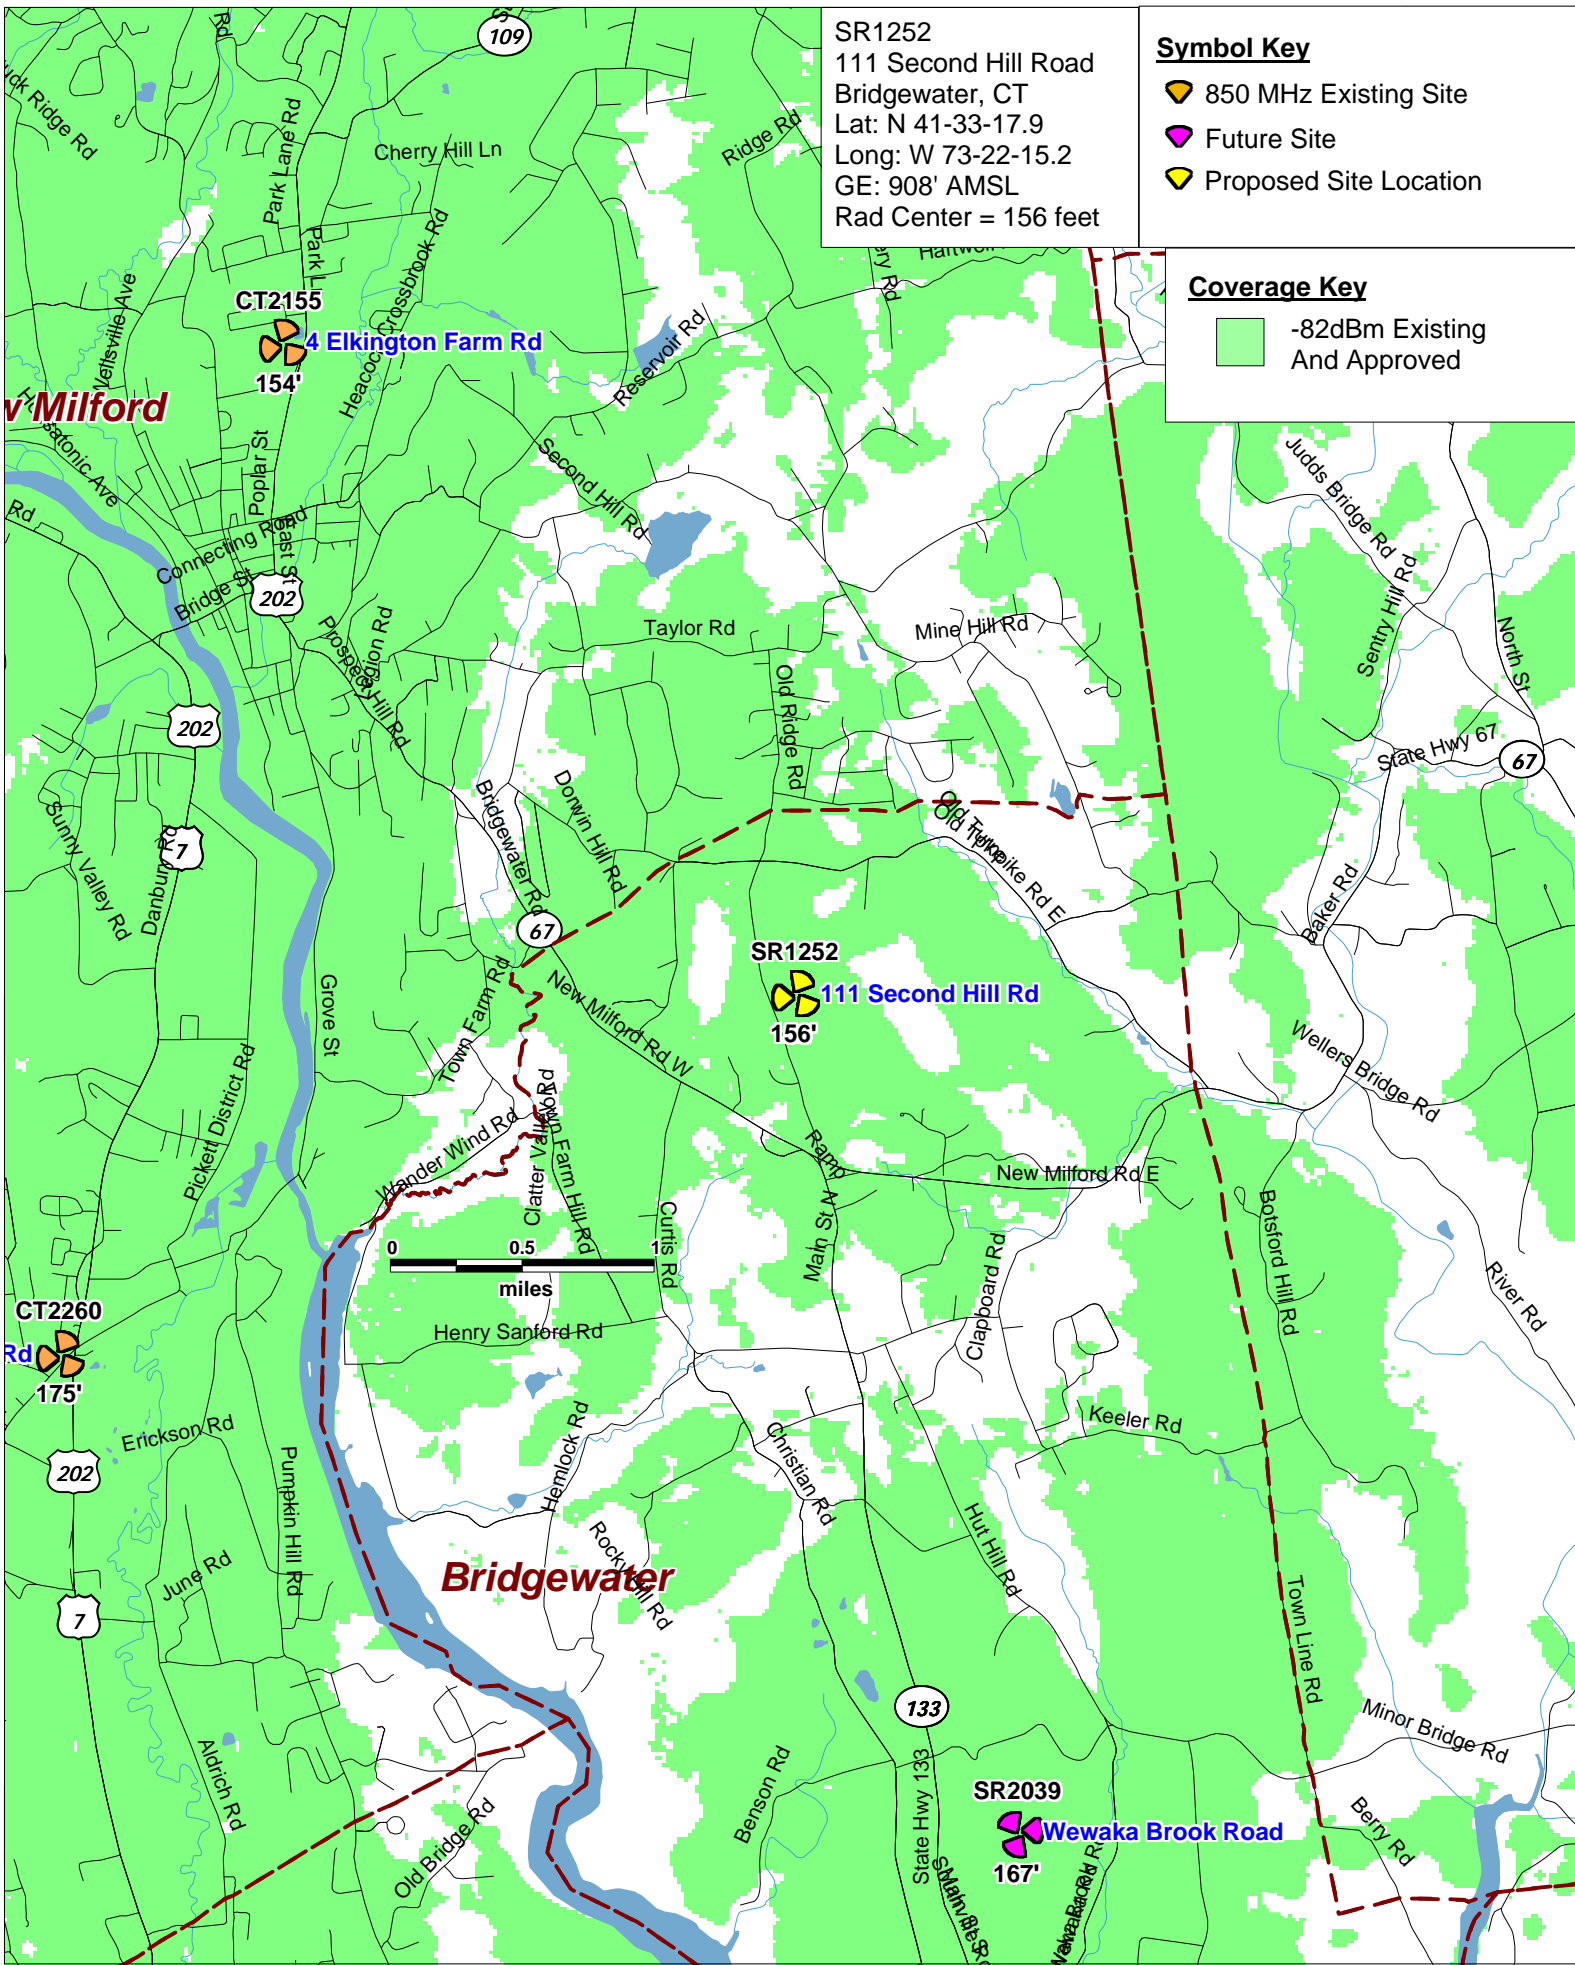 SR1252
111 Second Hill Road
Bridgewater, CT
Lat: N 41-33-17.9
Long: W 73-22-15.2
GE: 908' AMSL
Rad Center = 156 feet
Symbol Key
850 MHz Existing Site
Future Site
Proposed Site Location
Coverage Key
-82dBm Existing
And Approved
Rd
109
Ridge Rd
Park Lane Rd
Cherry Hill Ln
Ridge Rd
Park L
Heacock Crossbrook Rd
CT2155
4 Elkington Farm Rd
154'
Reservoir Rd
w Milford
Housatonic Ave
Poplar St
Second Hill Rd
Judds Bridge Rd
Rd
Connecting Road
East St
Bridge St
202
Sentry Hill Rd
Prospect Hill Rd
Legion Rd
Taylor Rd
Mine Hill Rd
North St
Old Ridge Rd
202
State Hwy 67
67
Sunny Valley Rd
Danbury Rd
7
Bridgewater Rd
Dorwin Hill Rd
Old Turnpike Rd E
Baker Rd
67
SR1252
111 Second Hill Rd
156'
Town Farm Rd
New Milford Rd W
Grove St
Wellers Bridge Rd
Pickett District Rd
Wander Wind Rd
Clatter Valley Rd
Town Farm Hill Rd
Ramp
New Milford Rd E
Main St N
Curtis Rd
Botsford Hill Rd
Clapboard Rd
River Rd
0 0.5 1
miles
CT2260
Rd
175'
Henry Sanford Rd
Erickson Rd
Keeler Rd
Hemlock Rd
Christian Rd
202
Pumpkin Hill Rd
Hut Hill Rd
June Rd
Rocky Hill Rd
Bridgewater
7
Town Line Rd
133
Minor Bridge Rd
Aldrich Rd
Benson Rd
State Hwy 133
SR2039
Wewaka Brook Road
167'
Berry Rd
Old Bridge Rd